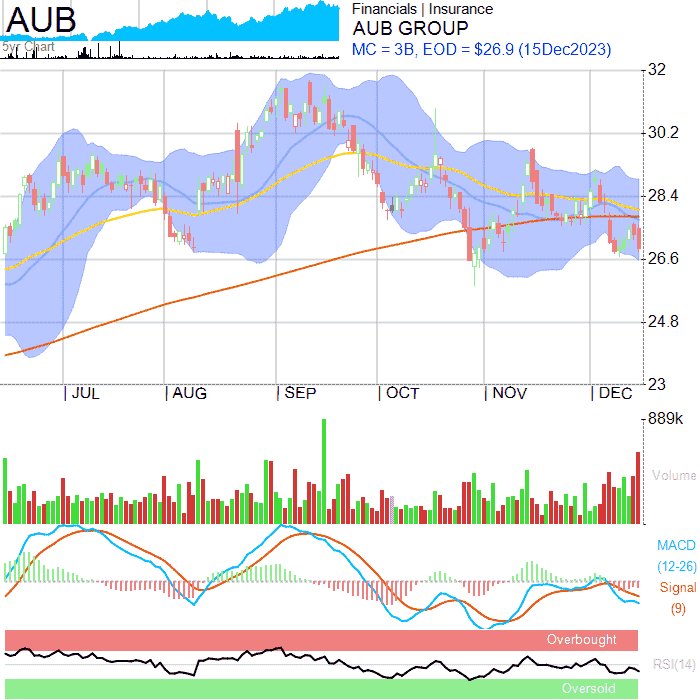 AUB
5yr Chart
Financials | Insurance
AUB GROUP
MC = 3B, EOD = $26.9 (15Dec2023)
32
30.2
28.4
26.6
24.8
23
| JUL | AUG | SEP | OCT | NOV | DEC
889k
Volume
MACD
(12-26)
Signal
(9)
Overbought
RSI(14)
Oversold